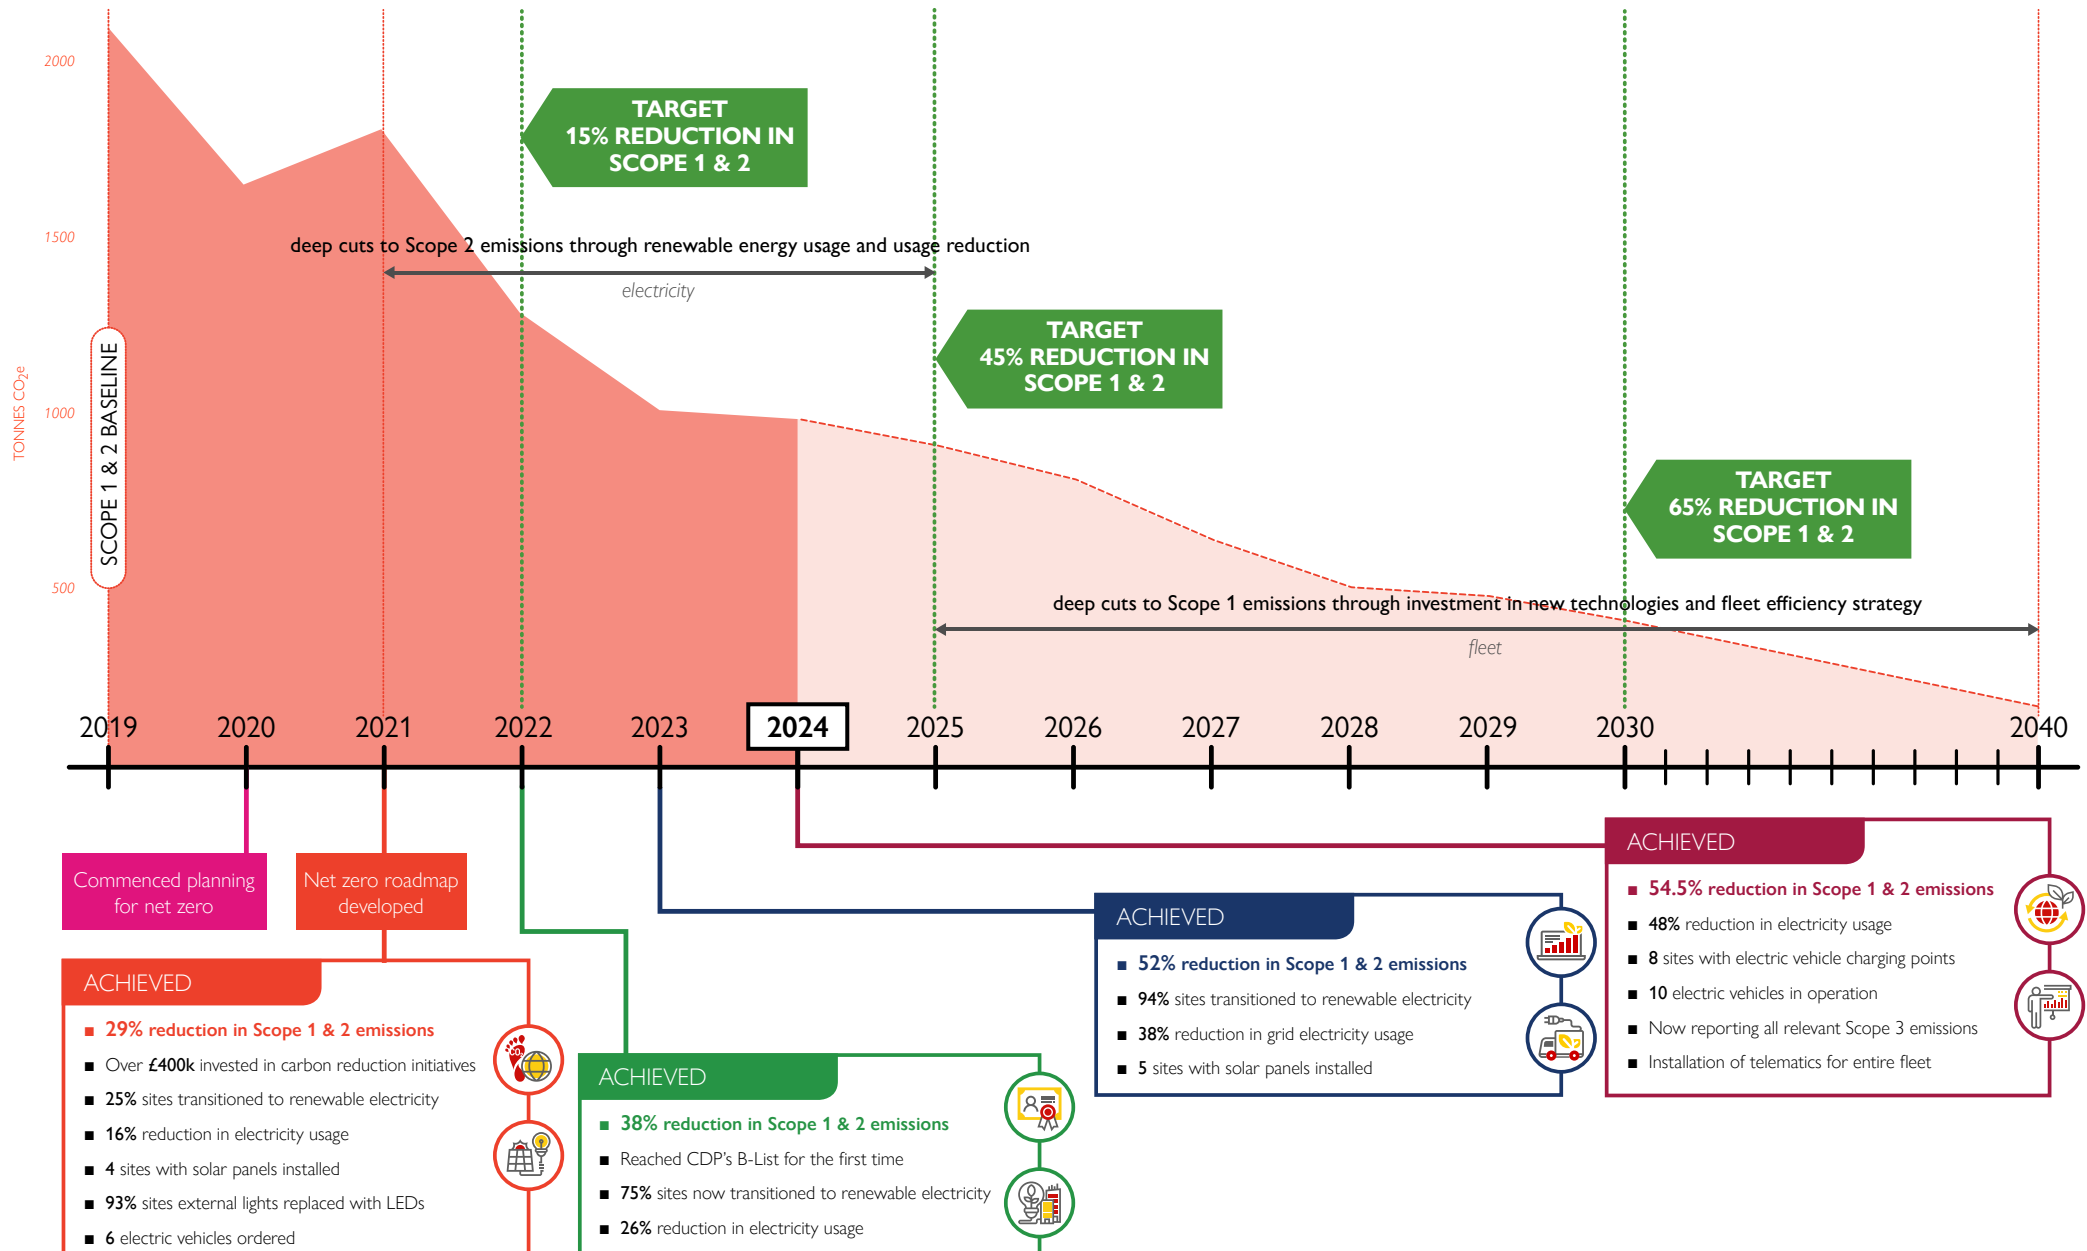 2000
1500
1000
500
TONNES CO2e
SCOPE 1 & 2 BASELINE
TARGET
15% REDUCTION IN
SCOPE 1 & 2
deep cuts to Scope 2 emissions through renewable energy usage and usage reduction
electricity
TARGET
45% REDUCTION IN
SCOPE 1 & 2
TARGET
65% REDUCTION IN
SCOPE 1 & 2
deep cuts to Scope 1 emissions through investment in new technologies and fleet efficiency strategy
fleet
2019 2020 2021 2022 2023 2024 2025 2026 2027 2028 2029 2030 2040
Commenced planning
for net zero
Net zero roadmap
developed
ACHIEVED
■ 29% reduction in Scope 1 & 2 emissions
■ Over £400k invested in carbon reduction initiatives
■ 25% sites transitioned to renewable electricity
■ 16% reduction in electricity usage
■ 4 sites with solar panels installed
■ 93% sites external lights replaced with LEDs
■ 6 electric vehicles ordered
CO2
ACHIEVED
■ 38% reduction in Scope 1 & 2 emissions
■ Reached CDP’s B-List for the first time
■ 75% sites now transitioned to renewable electricity
■ 26% reduction in electricity usage
ACHIEVED
■ 52% reduction in Scope 1 & 2 emissions
■ 94% sites transitioned to renewable electricity
■ 38% reduction in grid electricity usage
■ 5 sites with solar panels installed
ACHIEVED
■ 54.5% reduction in Scope 1 & 2 emissions
■ 48% reduction in electricity usage
■ 8 sites with electric vehicle charging points
■ 10 electric vehicles in operation
■ Now reporting all relevant Scope 3 emissions
■ Installation of telematics for entire fleet